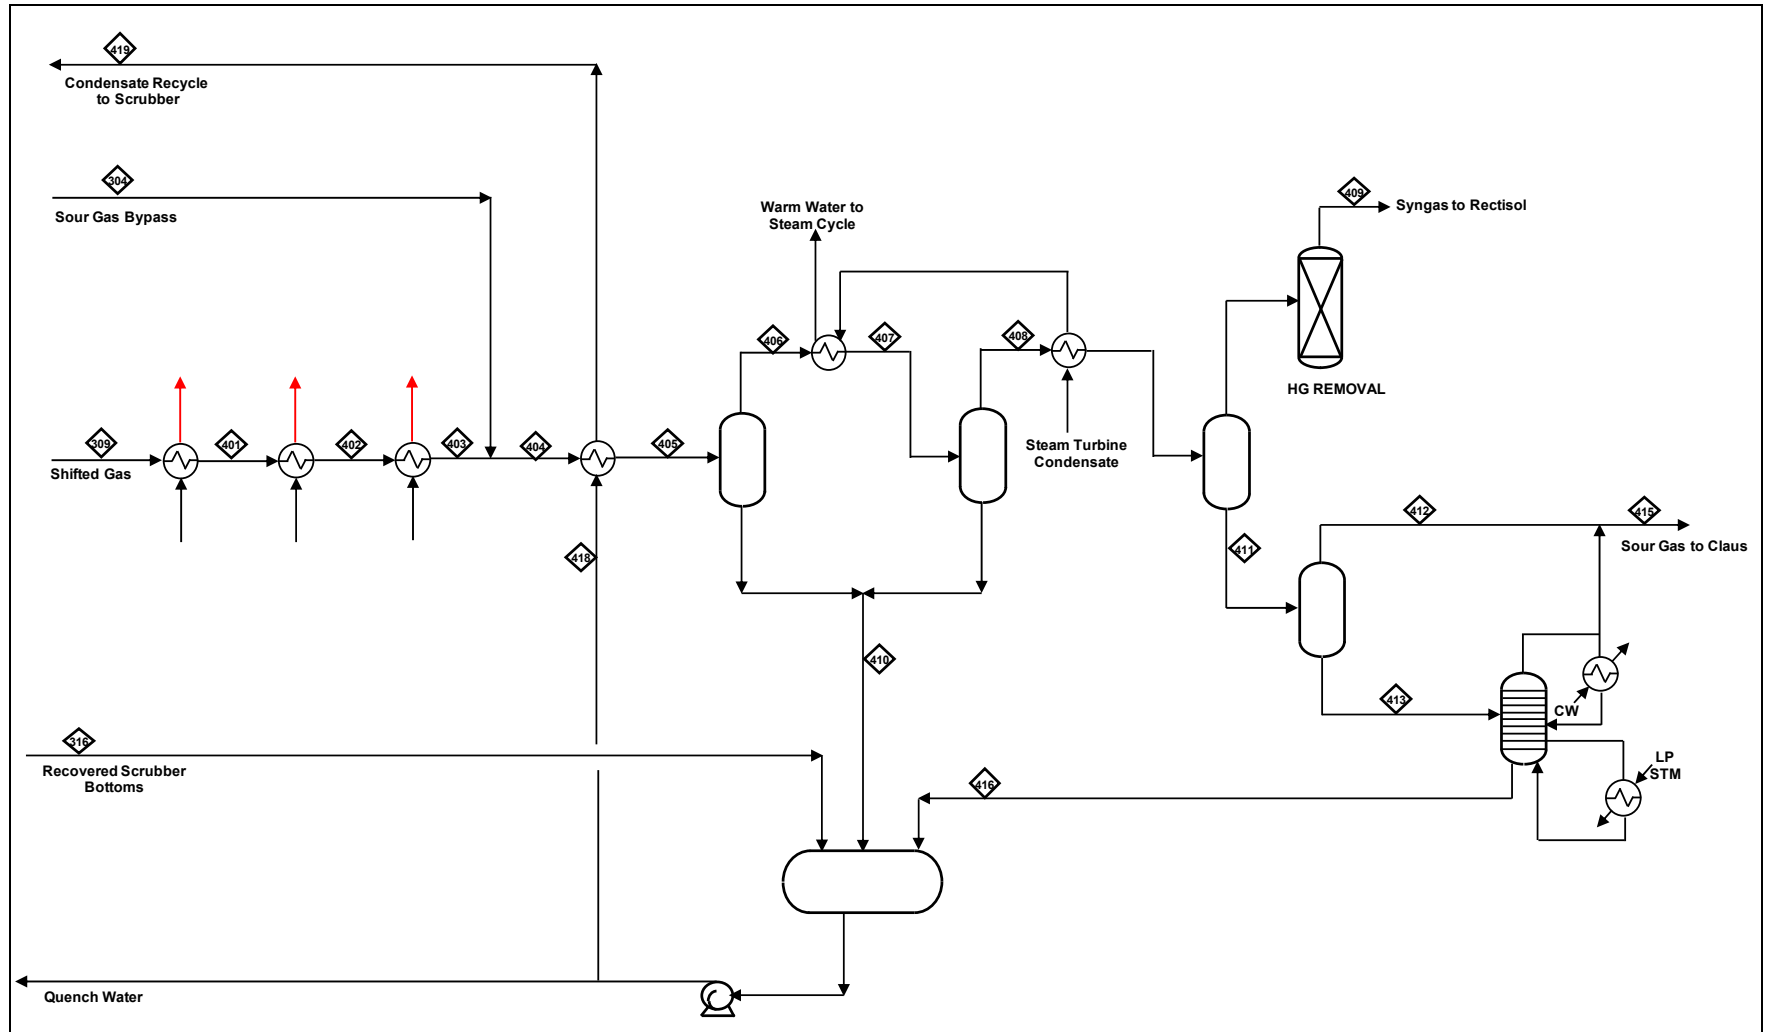 419
Condensate Recycle
to Scrubber
304
Sour Gas Bypass
Warm Water to
Steam Cycle
409
Syngas to Rectisol
406
407
408
HG REMOVAL
309
Shifted Gas
401
402
403
404
405
Steam Turbine
Condensate
412
415
Sour Gas to Claus
411
418
410
413
CW
316
Recovered Scrubber
Bottoms
LP
STM
416
Quench Water